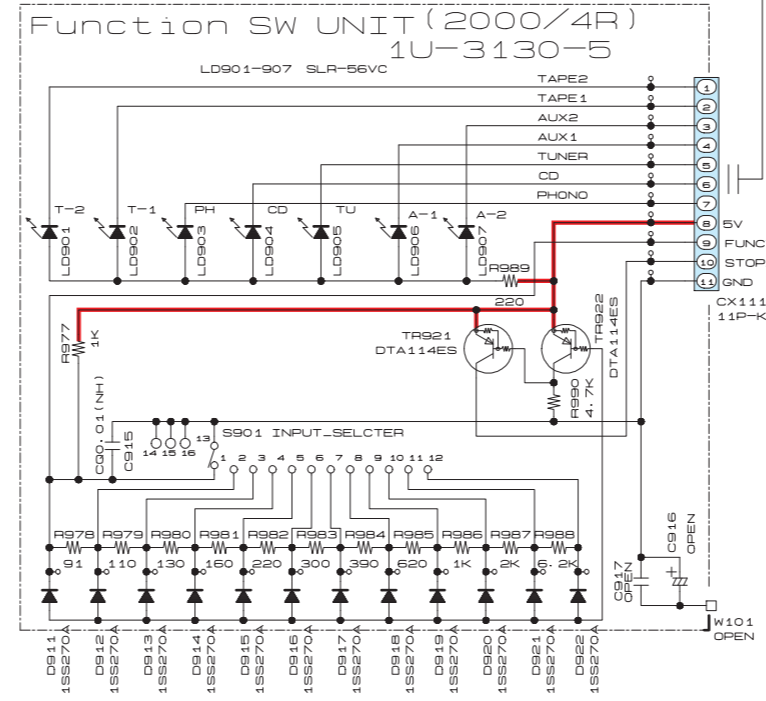 Function SW UNIT (2000/4R)
1U-3130-5
LD901-907 SLR-56VC
TAPE2
TAPE1
AUX2
AUX1
TUNER
CD
PHONO
1
2
3
4
5
6
7
8 5V
9 FUNC
10 STOP
11 GND
CX111
11P-K
T-2
T-1
PH
CD
TU
A-1
A-2
LD901
LD902
LD903
LD904
LD905
LD906
LD907
R989
220
R977
1K
TR921
DTA114ES
TR922
DTA114ES
R990
4.7K
CQ0.01(NH)
C915
14 15 16 13
S901 INPUT_SELCTER
1 2 3 4 5 6 7 8 9 10 11 12
R978 R979 R980 R981 R982 R983 R984 R985 R986 R987 R988
91 110 130 160 220 300 390 620 1K 2K 6.2K
C916
OPEN
C917
OPEN
+
W101
OPEN
D911
1SS270A
D912
1SS270A
D913
1SS270A
D914
1SS270A
D915
1SS270A
D916
1SS270A
D917
1SS270A
D918
1SS270A
D919
1SS270A
D920
1SS270A
D921
1SS270A
D922
1SS270A